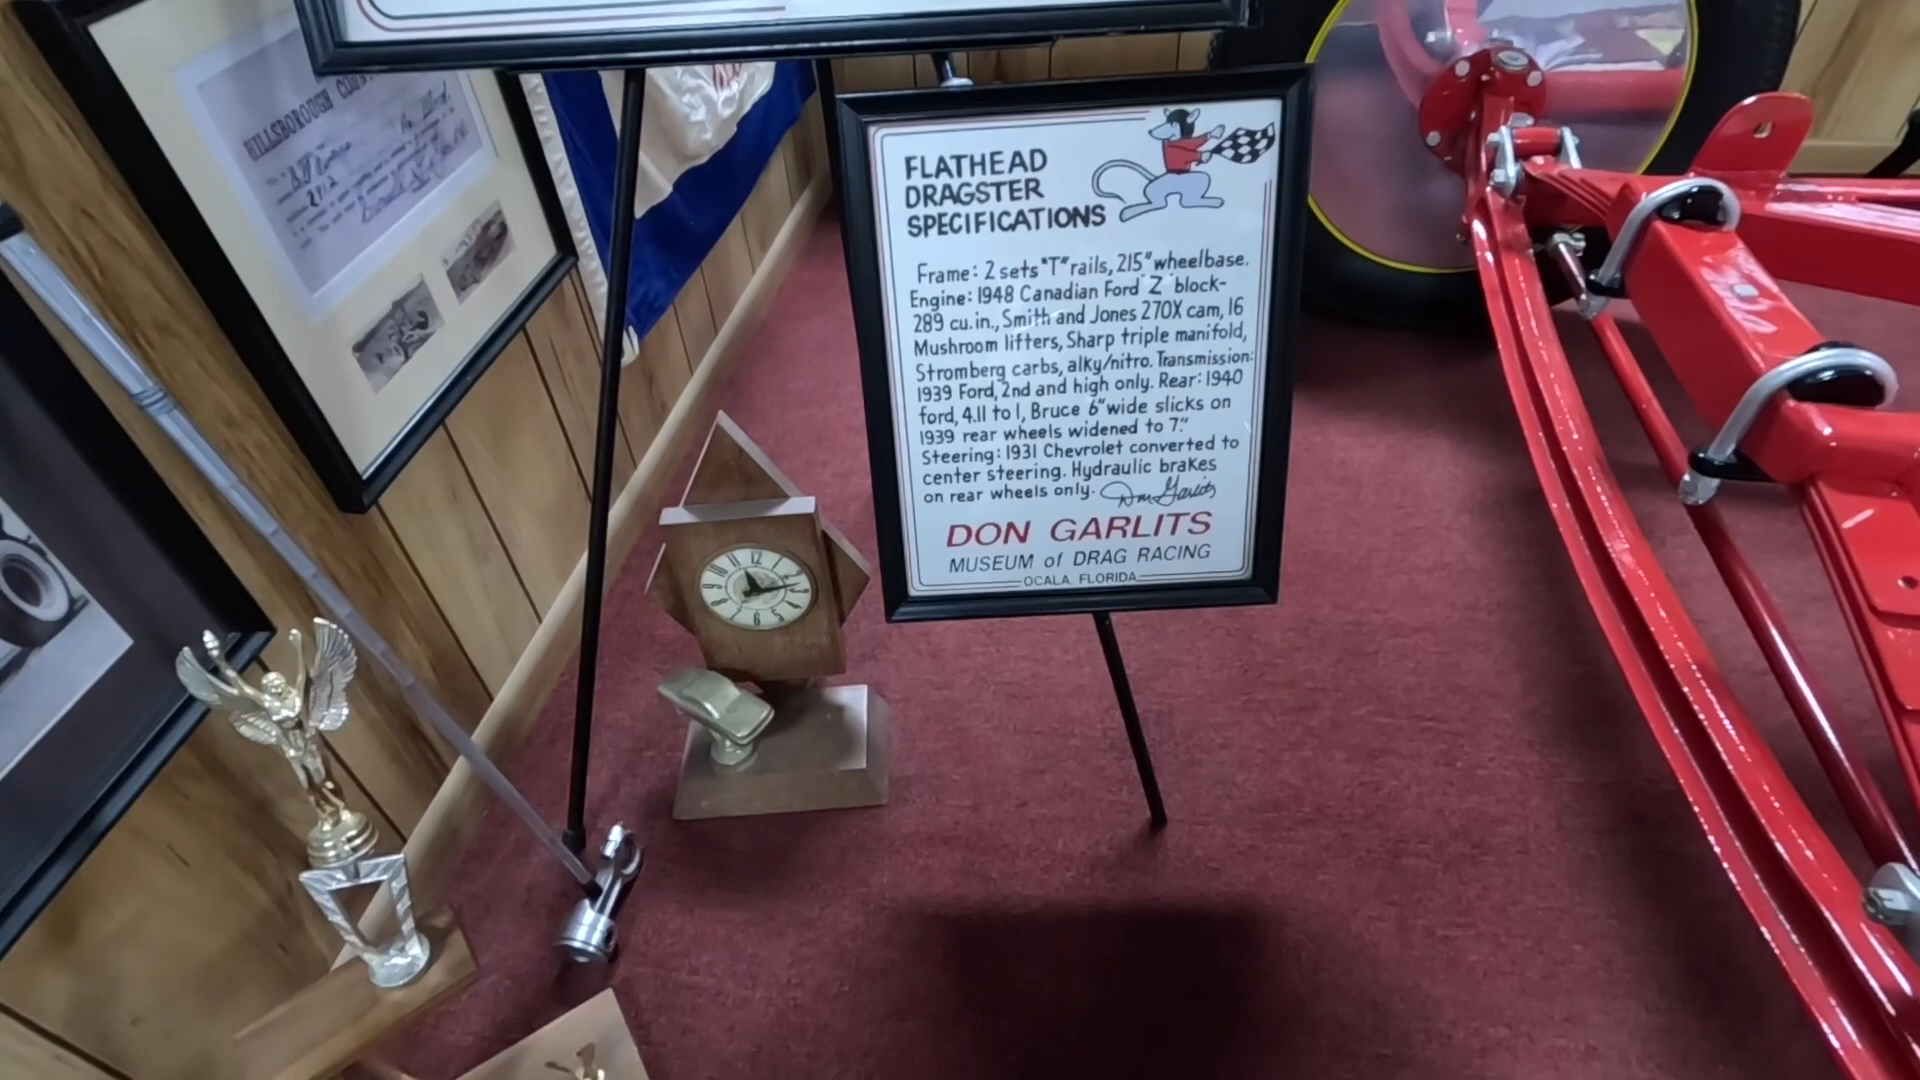 HILLSBOROUGH
FLATHEAD
DRAGSTER
SPECIFICATIONS
Frame: 2 sets "T" rails, 215" wheelbase.
Engine: 1948 Canadian Ford "Z" block-
289 cu.in., Smith and Jones 270X cam, 16
Mushroom lifters, Sharp triple manifold,
Stromberg carbs, alky/nitro. Transmission:
1939 Ford, 2nd and high only. Rear: 1940
ford, 4.11 to 1, Bruce 6" wide slicks on
1939 rear wheels widened to 7".
Steering: 1931 Chevrolet converted to
center steering. Hydraulic brakes
on rear wheels only. Don Garlits
DON GARLITS
MUSEUM of DRAG RACING
OCALA, FLORIDA